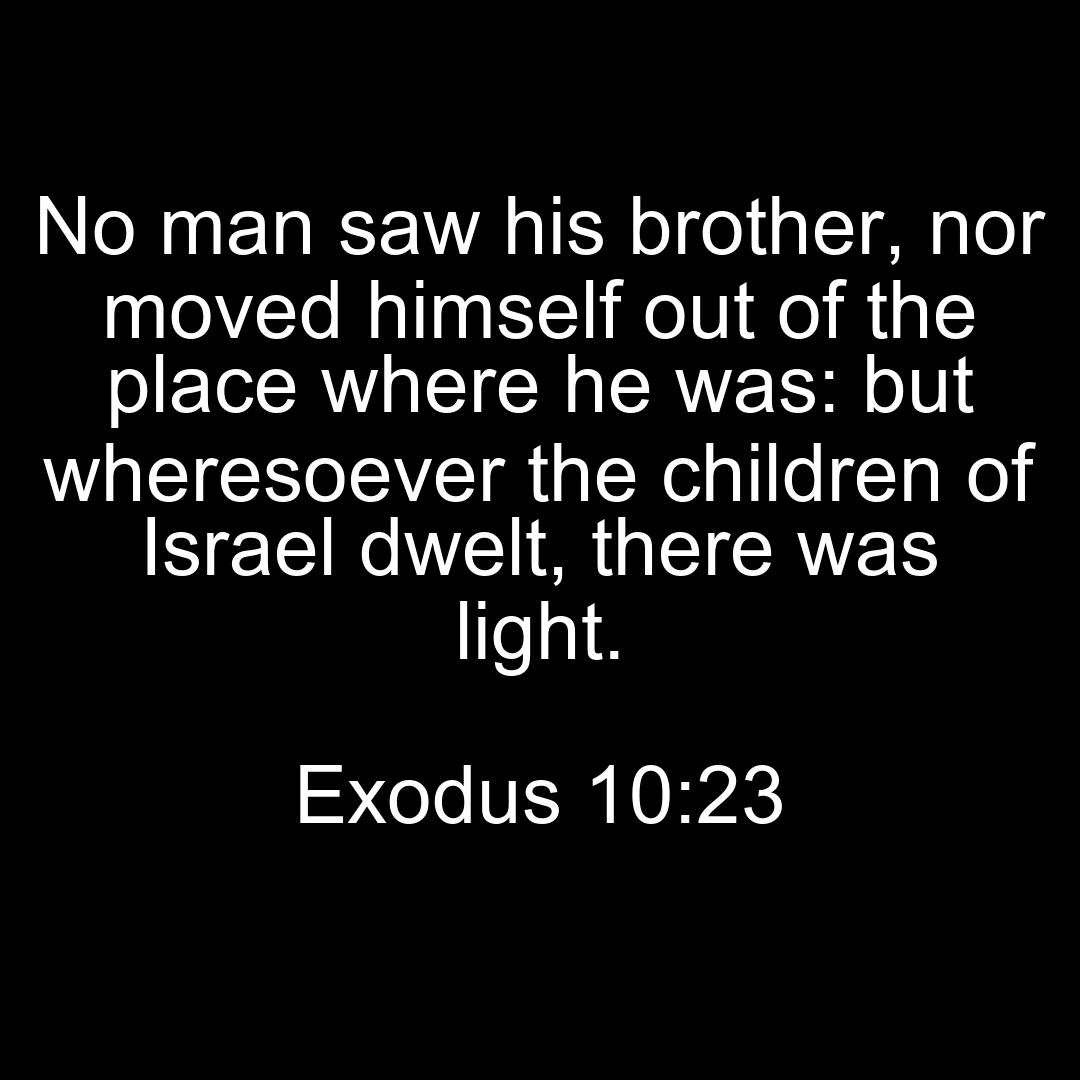 No man saw his brother, nor
moved himself out of the
place where he was: but
wheresoever the children of
Israel dwelt, there was
light.
Exodus 10:23